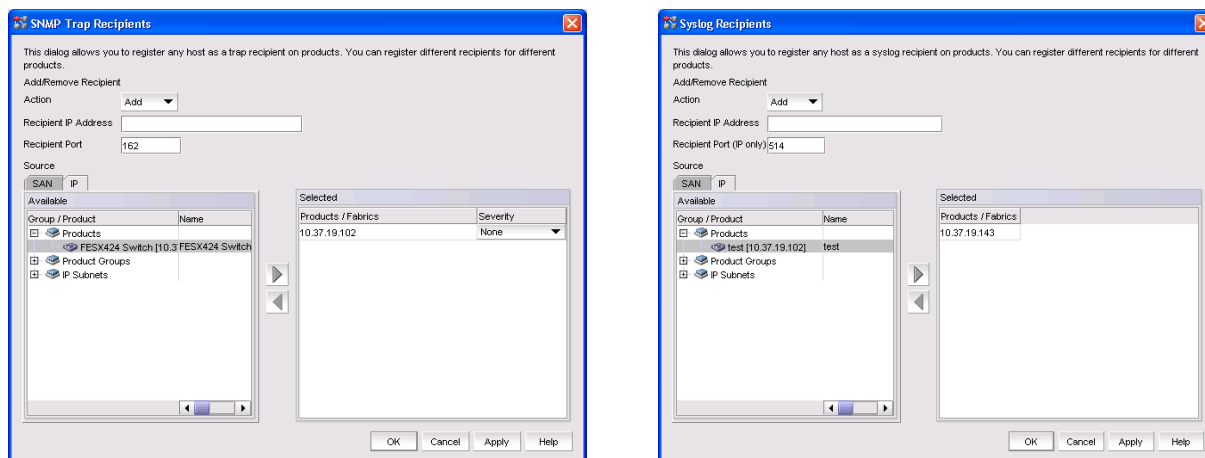 SNMP Trap Recipients
This dialog allows you to register any host as a trap recipient on products. You can register different recipients for different
products.
Add/Remove Recipient
Action
Add
Recipient IP Address
Recipient Port
162
Source
SAN
IP
Available
Group / Product
Name
Products
FESX424 Switch [10.3
FESX424 Switch
Product Groups
IP Subnets
Selected
Products / Fabrics
Severity
10.37.19.102
None
OK
Cancel
Apply
Help
Syslog Recipients
This dialog allows you to register any host as a syslog recipient on products. You can register different recipients for different
products.
Add/Remove Recipient
Action
Add
Recipient IP Address
Recipient Port (IP only)
514
Source
SAN
IP
Available
Group / Product
Name
Products
test [10.37.19.102]
test
Product Groups
IP Subnets
Selected
Products / Fabrics
10.37.19.143
OK
Cancel
Apply
Help